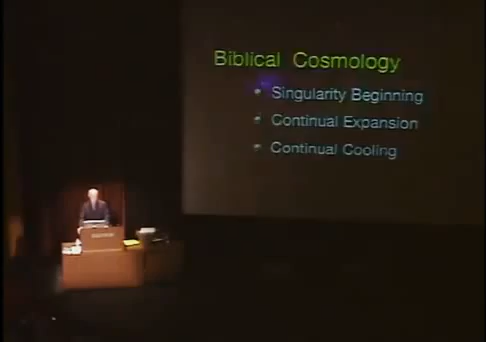 Biblical Cosmology
Singularity Beginning
Continual Expansion
Continual Cooling